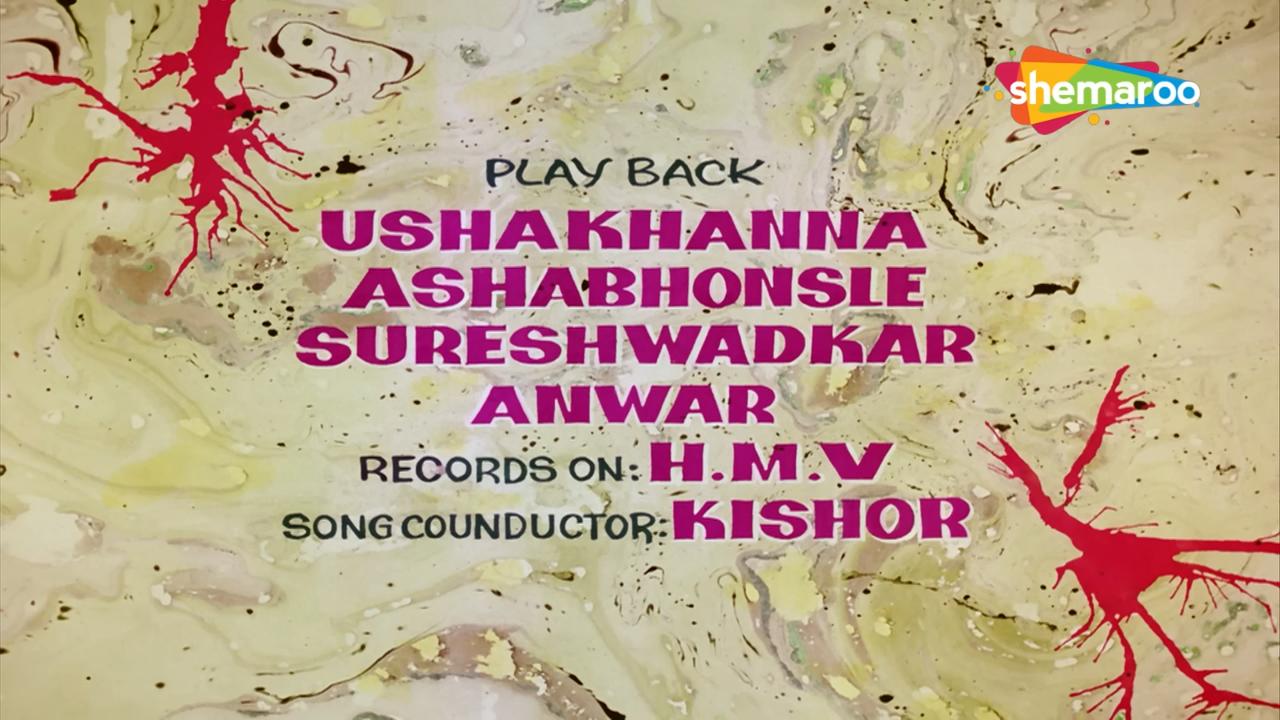 shemaroo
PLAY BACK
USHAKHANNA
ASHABHONSLE
SURESHWADKAR
ANWAR
RECORDS ON: H.M.V
SONG COUNDUCTOR: KISHOR